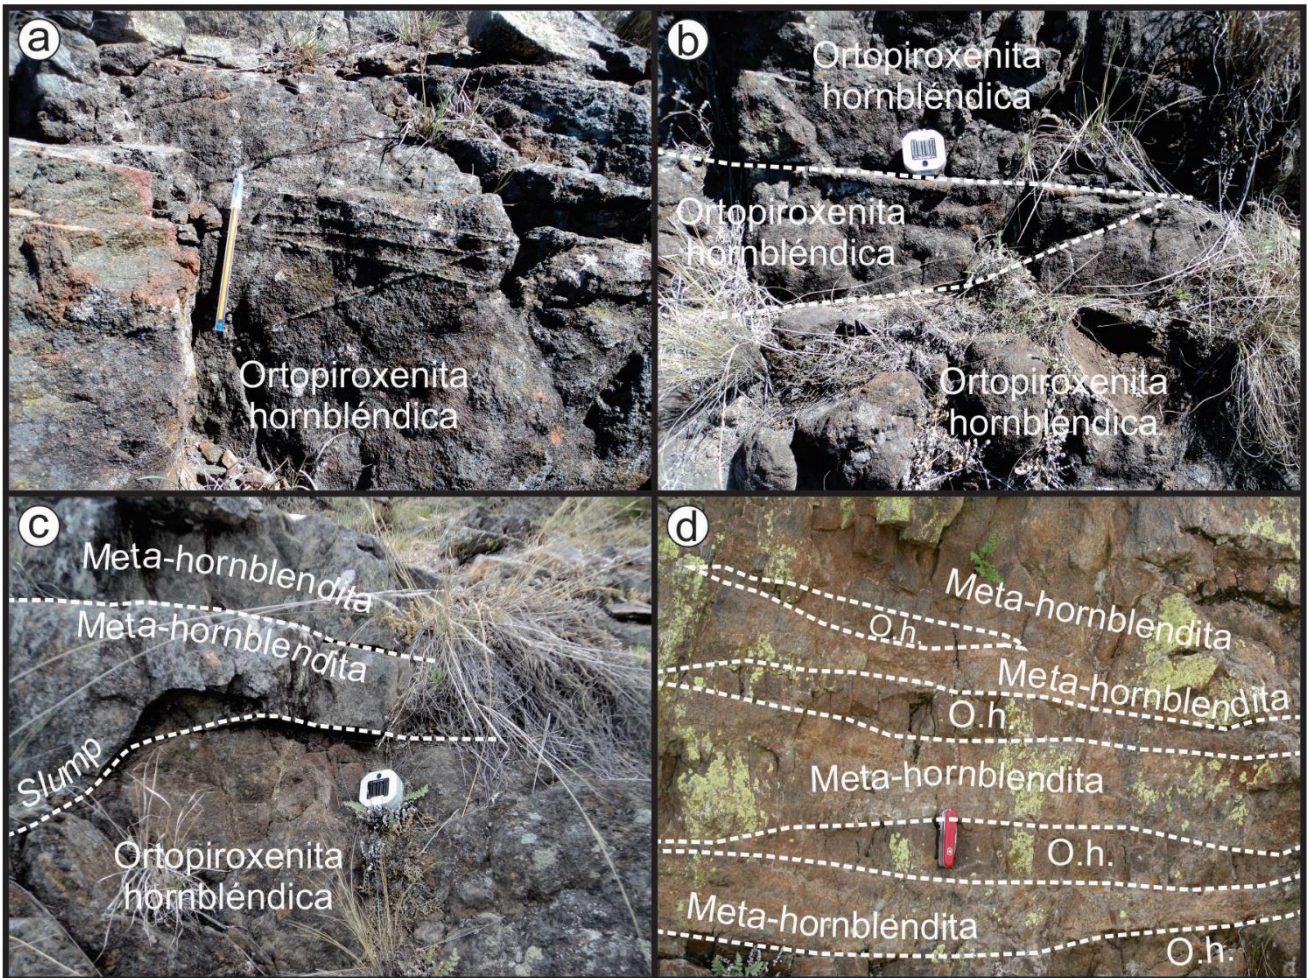 a
Ortopiroxenita
hornbléndica
b
Ortopiroxenita
hornbléndica
Ortopiroxenita
hornbléndica
Ortopiroxenita
hornbléndica
c
Meta-hornblendita
Meta-hornblendita
Slump
Ortopiroxenita
hornbléndica
d
Meta-hornblendita
O.h.
Meta-hornblendita
O.h
Meta-hornblendita
O.h.
Meta-hornblendita
O.h.